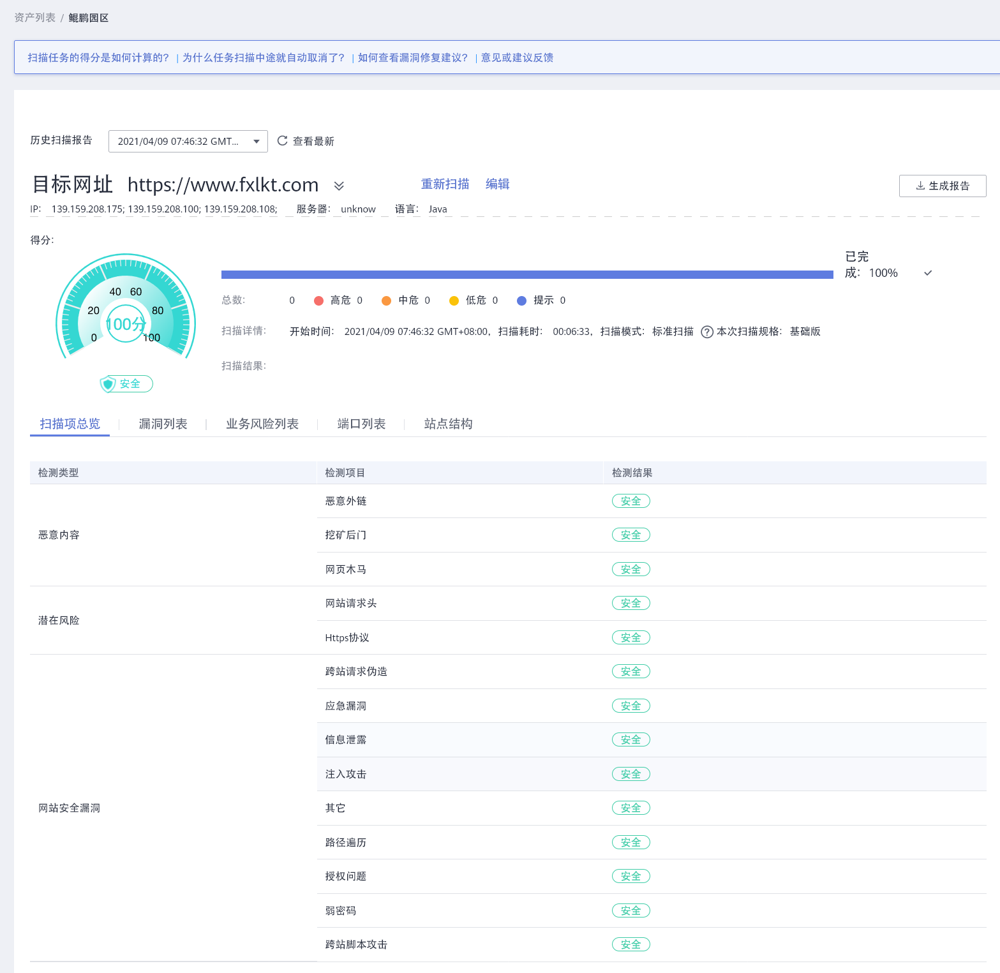 资产列表 / 鲲鹏园区
扫描任务的得分是如何计算的? | 为什么任务扫描中途就自动取消了? | 如何查看漏洞修复建议? | 意见或建议反馈
历史扫描报告 2021/04/09 07:46:32 GMT... 查看最新
目标网址 https://www.fxlkt.com 重新扫描 编辑 生成报告
IP: 139.159.208.175; 139.159.208.100; 139.159.208.108; 服务器: unknow 语言: Java
得分:
已完
成: 100%
0 20 40 60 80 100
100分
安全
总数: 0 高危 0 中危 0 低危 0 提示 0
扫描详情: 开始时间: 2021/04/09 07:46:32 GMT+08:00, 扫描耗时: 00:06:33, 扫描模式: 标准扫描 ? 本次扫描规格: 基础版
扫描结果:
扫描项总览 | 漏洞列表 | 业务风险列表 | 端口列表 | 站点结构
检测类型 检测项目 检测结果
恶意内容
恶意外链 安全
挖矿后门 安全
网页木马 安全
潜在风险
网站请求头 安全
Https协议 安全
网站安全漏洞
跨站请求伪造 安全
应急漏洞 安全
信息泄露 安全
注入攻击 安全
其它 安全
路径遍历 安全
授权问题 安全
弱密码 安全
跨站脚本攻击 安全